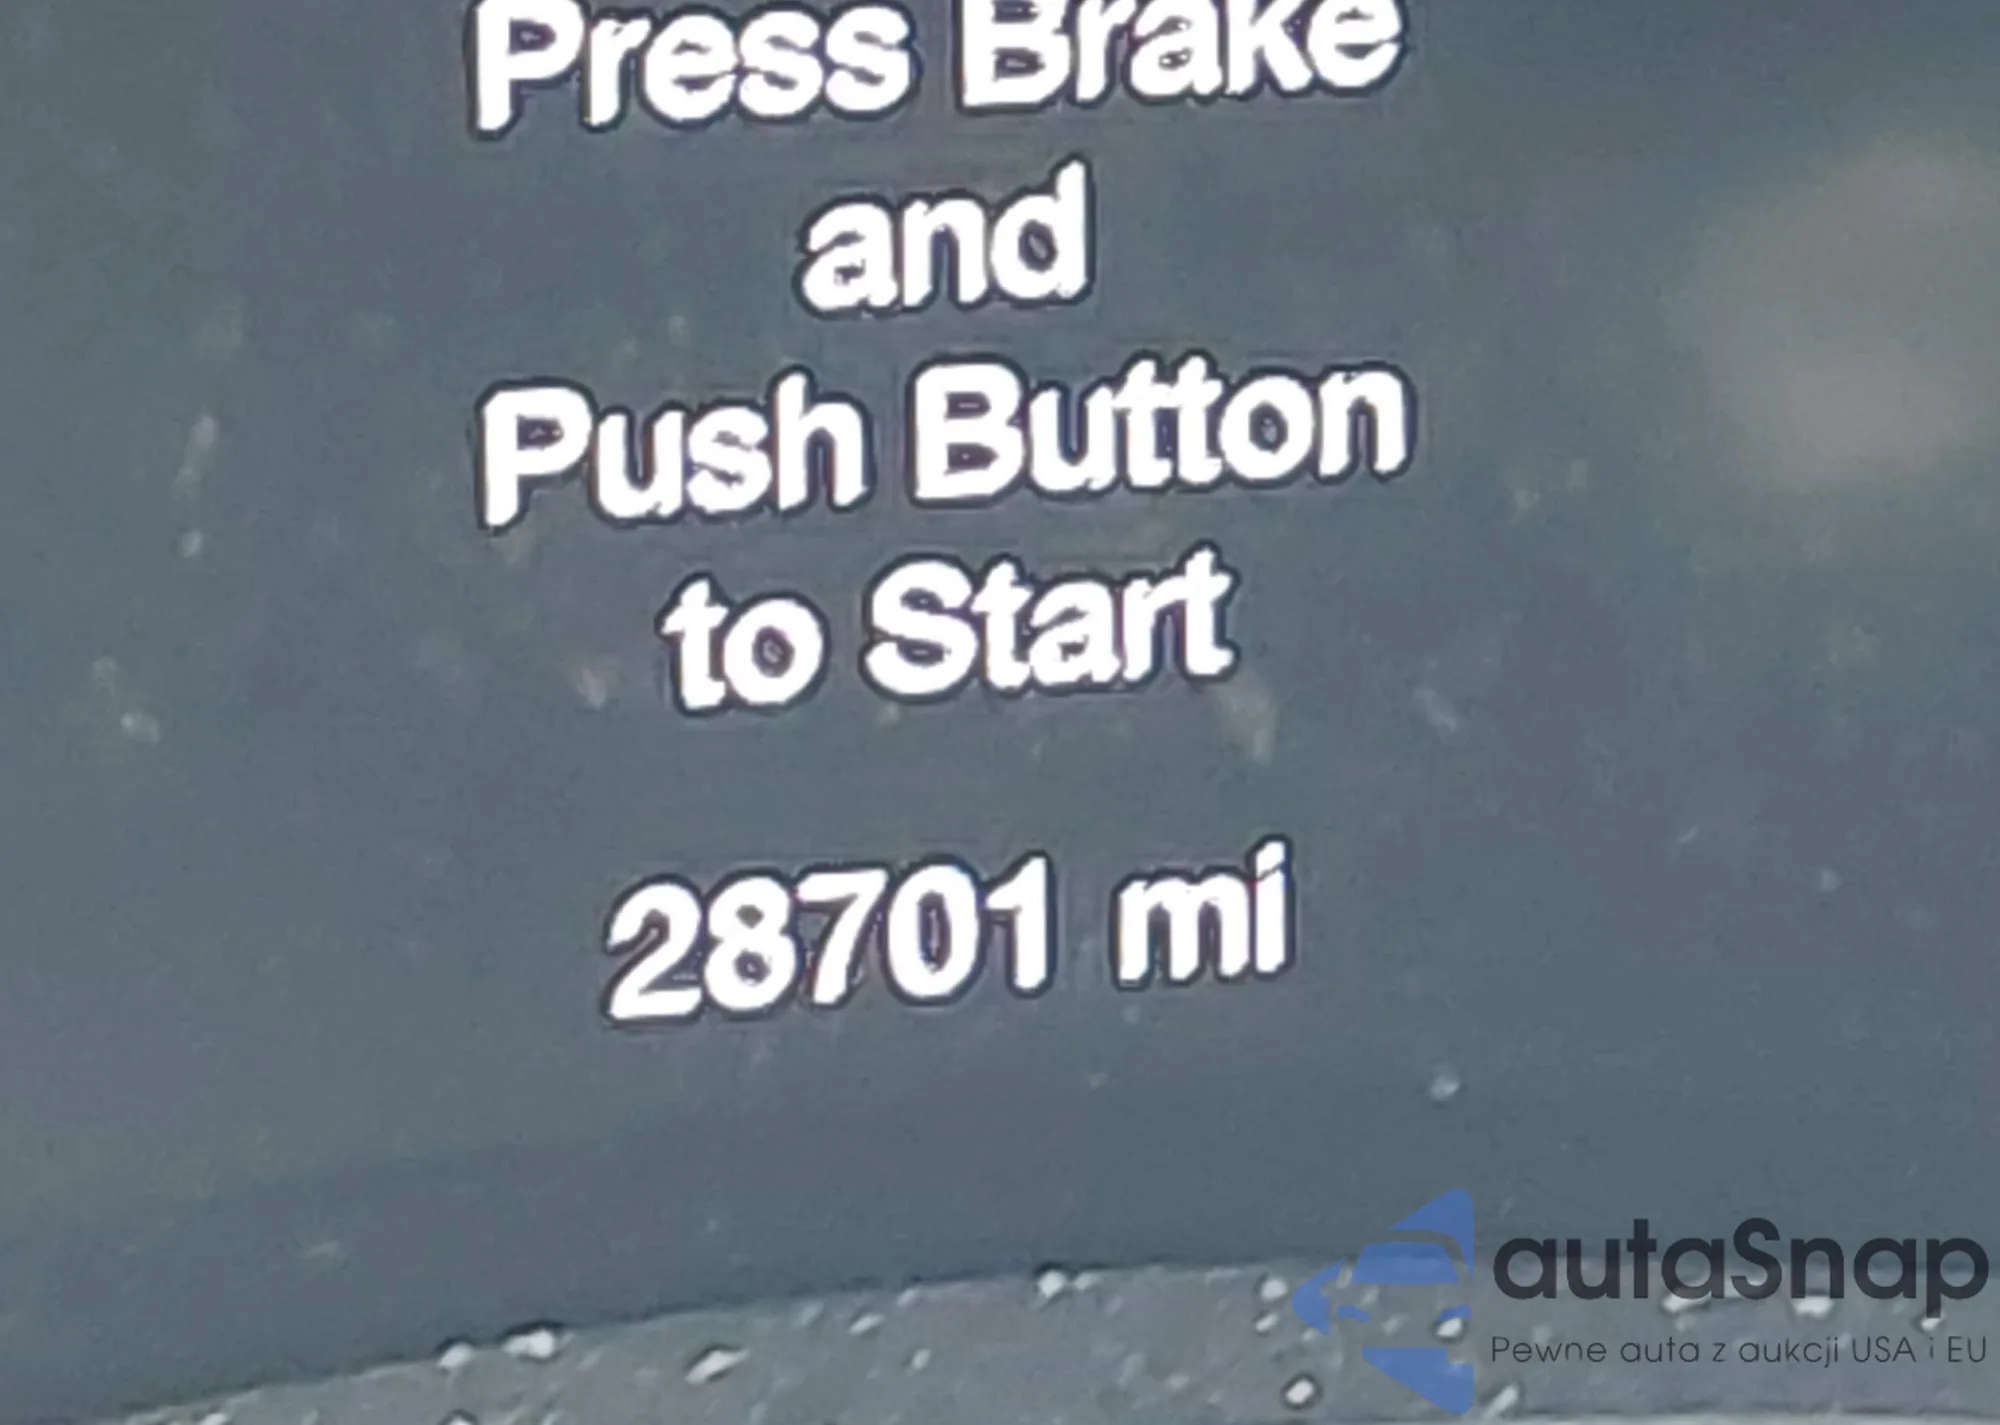 Press Brake
and
Push Button
to Start
28701 mi
autaSnap
Pewne auta z aukcji USA i EU